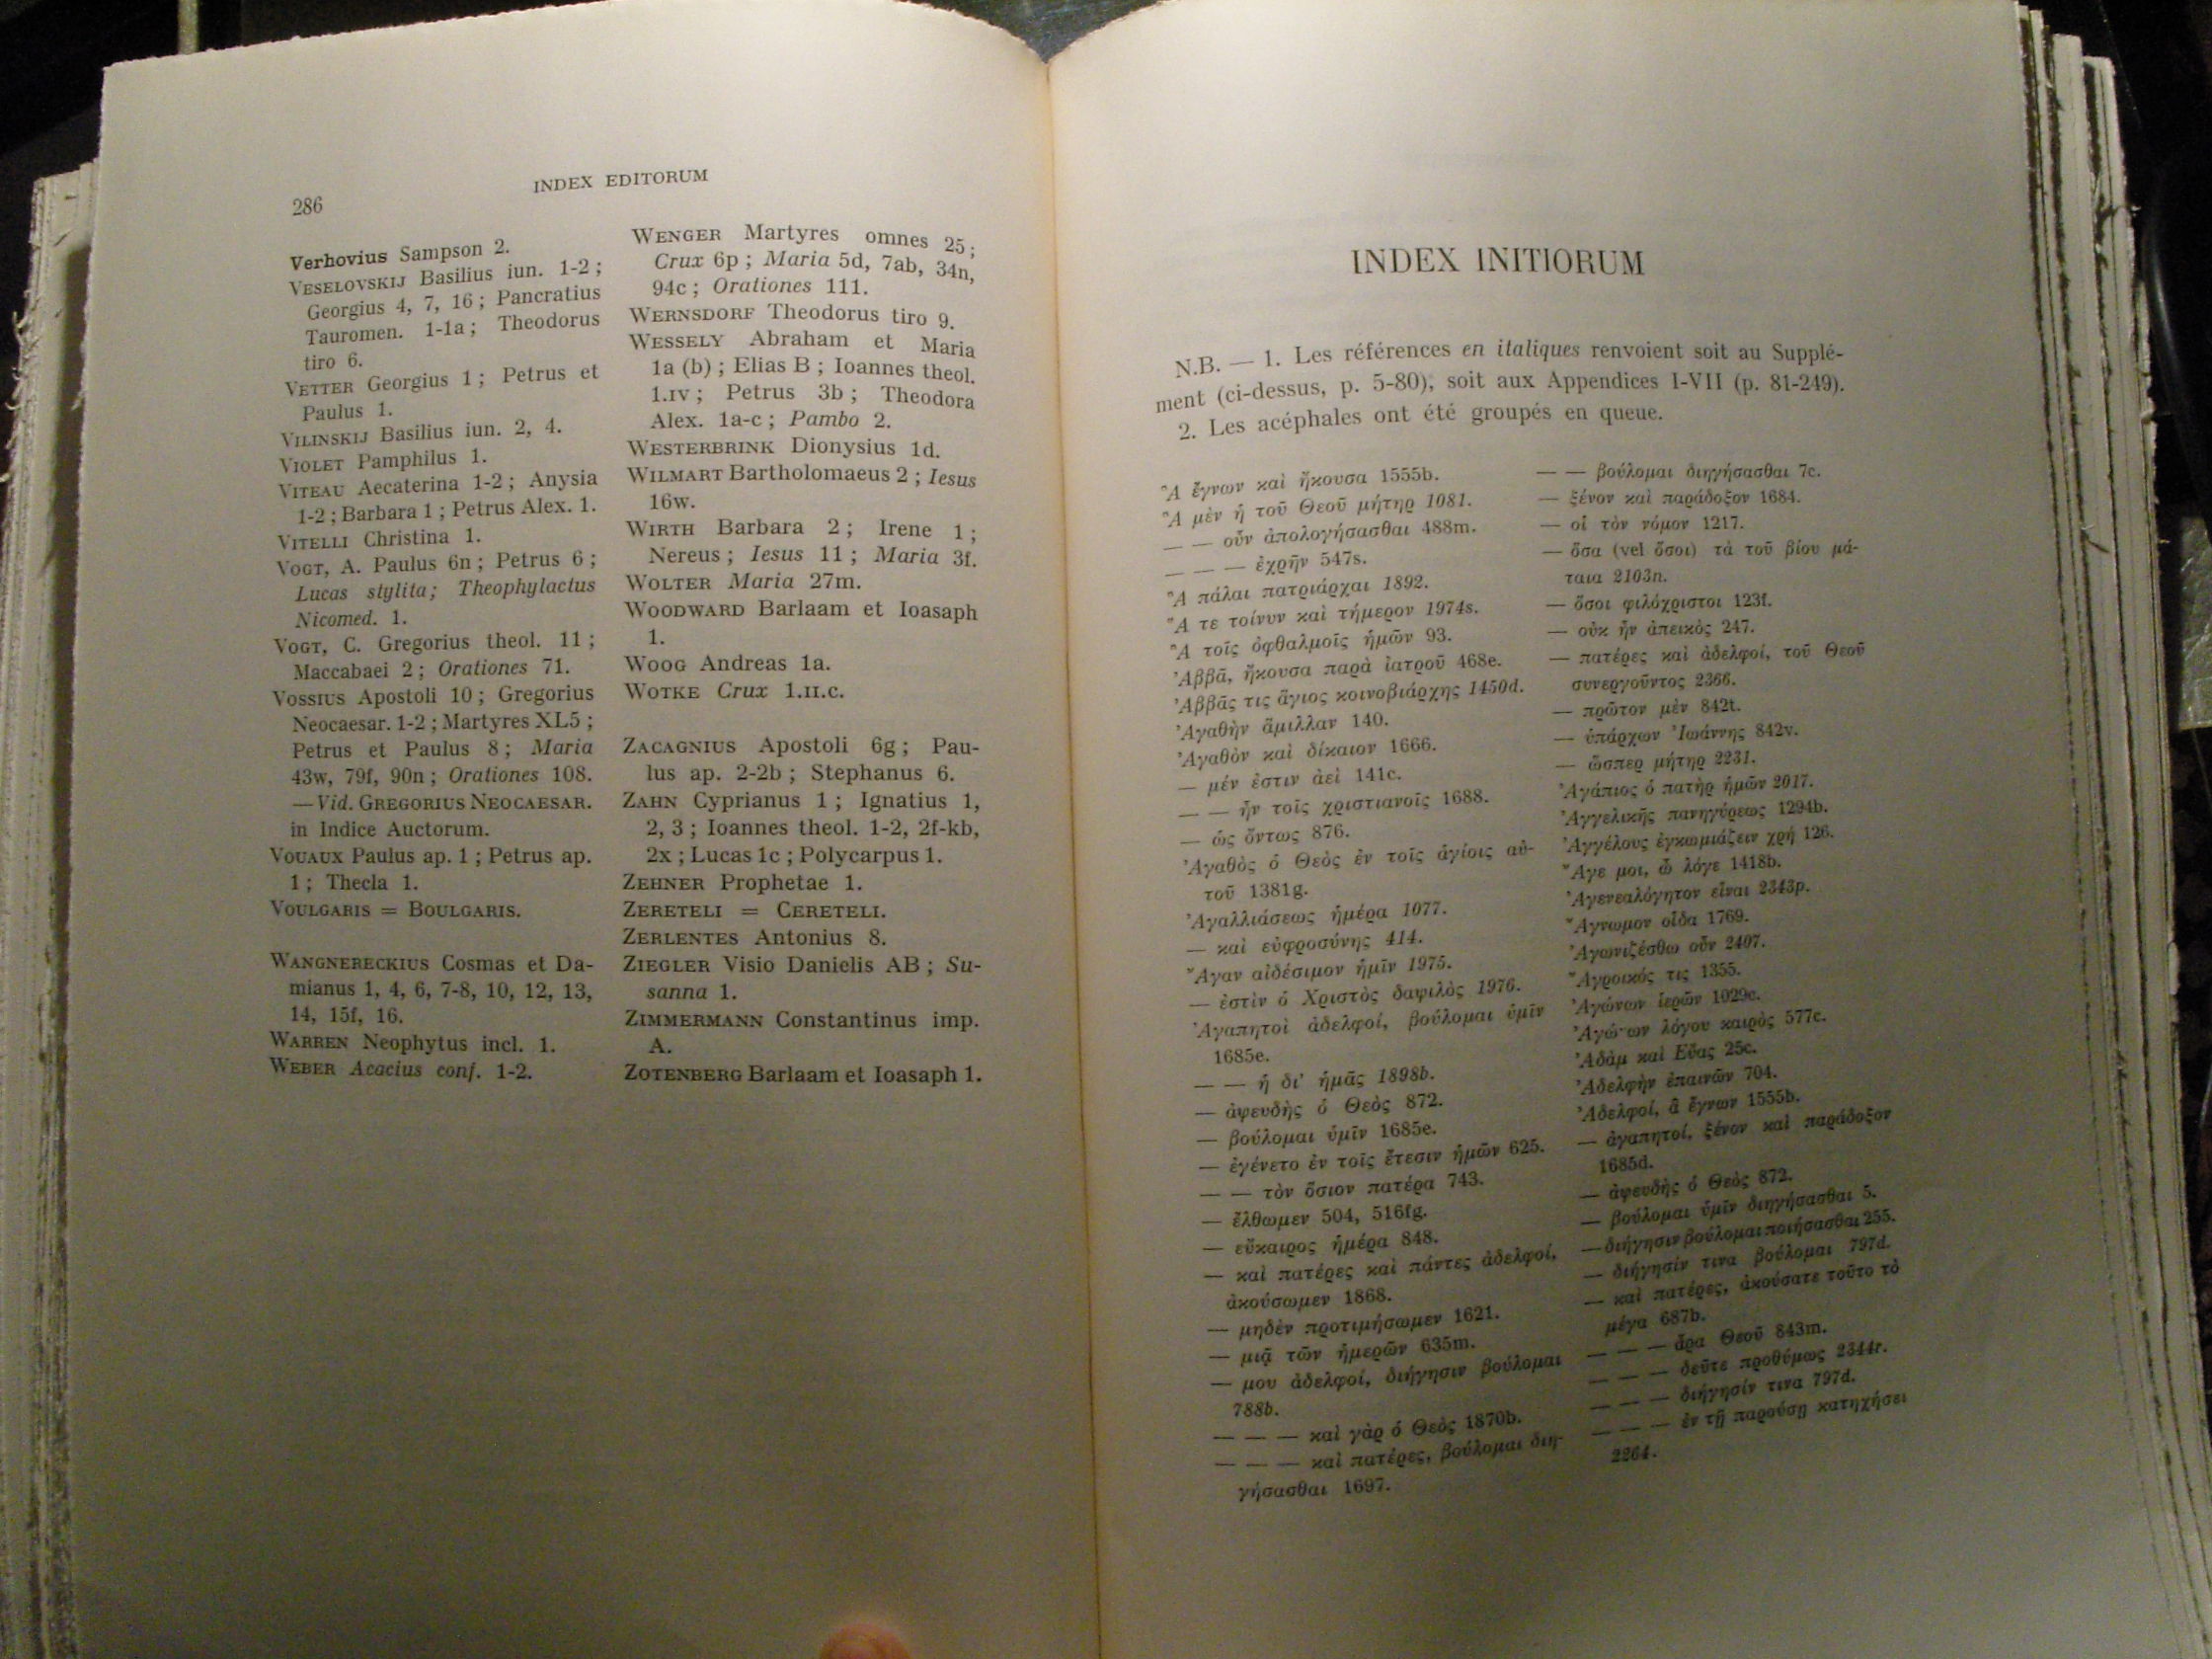 286
INDEX EDITORUM
Verhovius Sampson 2.
VESELOVSKIJ Basilius iun. 1-2 ;
Georgius 4, 7, 16 ; Pancratius
Tauromen. 1-1a ; Theodorus
tiro 6.
VETTER Georgius 1 ; Petrus et
Paulus 1.
VILINSKIJ Basilius iun. 2, 4.
VIOLET Pamphilus 1.
VITEAU Aecaterina 1-2 ; Anysia
1-2 ; Barbara 1 ; Petrus Alex. 1.
VITELLI Christina 1.
VOGT, A. Paulus 6n ; Petrus 6 ;
Lucas stylita ; Theophylactus
Nicomed. 1.
VOGT, C. Gregorius theol. 11 ;
Maccabaei 2 ; Orationes 71.
VOSSIUS Apostoli 10 ; Gregorius
Neocaesar. 1-2 ; Martyres XL5 ;
Petrus et Paulus 8 ; Maria
43w, 79f, 90n ; Orationes 108.
— Vid. GREGORIUS NEOCAESAR.
in Indice Auctorum.
VOUAUX Paulus ap. 1 ; Petrus ap.
1 ; Thecla 1.
VOULGARIS = BOULGARIS.
WANGNERECKIUS Cosmas et Da-
mianus 1, 4, 6, 7-8, 10, 12, 13,
14, 15f, 16.
WARREN Neophytus incl. 1.
WEBER Acacius conf. 1-2.
WENGER Martyres omnes 25 ;
Crux 6p ; Maria 5d, 7ab, 34n,
94c ; Orationes 111.
WERNSDORF Theodorus tiro 9.
WESSELY Abraham et Maria
1a (b) ; Elias B ; Ioannes theol.
1.IV ; Petrus 3b ; Theodora
Alex. 1a-c ; Pambo 2.
WESTERBRINK Dionysius 1d.
WILMART Bartholomaeus 2 ; Iesus
16w.
WIRTH Barbara 2 ; Irene 1 ;
Nereus ; Iesus 11 ; Maria 3f.
WOLTER Maria 27m.
WOODWARD Barlaam et Ioasaph
1.
WOOG Andreas 1a.
WOTKE Crux 1.II.c.
ZACAGNIUS Apostoli 6g ; Pau-
lus ap. 2-2b ; Stephanus 6.
ZAHN Cyprianus 1 ; Ignatius 1,
2, 3 ; Ioannes theol. 1-2, 2f-kb,
2x ; Lucas 1c ; Polycarpus 1.
ZEHNER Prophetae 1.
ZERETELI = CERETELI.
ZERLENTES Antonius 8.
ZIEGLER Visio Danielis AB ; Su-
sanna 1.
ZIMMERMANN Constantinus imp.
A.
ZOTENBERG Barlaam et Ioasaph 1.
INDEX INITIORUM
N.B. — 1. Les références en italiques renvoient soit au Supplé-
ment (ci-dessus, p. 5-80), soit aux Appendices I-VII (p. 81-249).
2. Les acéphales ont été groupés en queue.
Ἃ ἔγνων καὶ ἤκουσα 1555b.
Ἃ μὲν ἡ τοῦ Θεοῦ μήτηρ 1081.
— — οὖν ἀπολογήσασθαι 488m.
— — — ἐχρῆν 547s.
Ἃ πάλαι πατριάρχαι 1892.
Ἅ τε τοίνυν καὶ τήμερον 1974s.
Ἃ τοῖς ὀφθαλμοῖς ἡμῶν 93.
Ἀββᾶ, ἤκουσα παρὰ ἰατροῦ 468e.
Ἀββᾶς τις ἅγιος κοινοβιάρχης 1450d.
Ἀγαθὴν ἅμιλλαν 140.
Ἀγαθὸν καὶ δίκαιον 1666.
— μέν ἐστιν ἀεὶ 141c.
— — ἦν τοῖς χριστιανοῖς 1688.
— ὡς ὄντως 876.
Ἀγαθὸς ὁ Θεὸς ἐν τοῖς ἁγίοις αὐ-
τοῦ 1381g.
Ἀγαλλιάσεως ἡμέρα 1077.
— καὶ εὐφροσύνης 414.
Ἄγαν αἰδέσιμον ἡμῖν 1975.
— ἐστὶν ὁ Χριστὸς δαψιλὸς 1976.
Ἀγαπητοὶ ἀδελφοί, βούλομαι ὑμῖν
1685e.
— — ἡ δι’ ἡμᾶς 1898b.
— ἀψευδὴς ὁ Θεὸς 872.
— βούλομαι ὑμῖν 1685e.
— ἐγένετο ἐν τοῖς ἔτεσιν ἡμῶν 625.
— — τὸν ὅσιον πατέρα 743.
— ἔλθωμεν 504, 516fg.
— εὔκαιρος ἡμέρα 848.
— καὶ πατέρες καὶ πάντες ἀδελφοί,
ἀκούσωμεν 1868.
— μηδὲν προτιμήσωμεν 1621.
— μιᾷ τῶν ἡμερῶν 635m.
— μου ἀδελφοί, διήγησιν βούλομαι
788b.
— — — καὶ γὰρ ὁ Θεὸς 1870b.
— — — καὶ πατέρες, βούλομαι διη-
γήσασθαι 1697.
— — βούλομαι διηγήσασθαι 7c.
— ξένον καὶ παράδοξον 1684.
— οἱ τὸν νόμον 1217.
— ὅσα (vel ὅσοι) τὰ τοῦ βίου μά-
ταια 2103n.
— ὅσοι φιλόχριστοι 123f.
— οὐκ ἦν ἀπεικὸς 247.
— πατέρες καὶ ἀδελφοί, τοῦ Θεοῦ
συνεργοῦντος 2366.
— πρῶτον μὲν 842t.
— ὑπάρχων Ἰωάννης 842v.
— ὥσπερ μήτηρ 2231.
Ἀγάπιος ὁ πατὴρ ἡμῶν 2017.
Ἀγγελικῆς πανηγύρεως 1294b.
Ἀγγέλους ἐγκωμιάζειν χρὴ 126.
Ἄγε μοι, ὦ λόγε 1418b.
Ἀγενεαλόγητον εἶναι 2343p.
Ἄγνωμον οἶδα 1769.
Ἀγωνιζέσθω οὖν 2407.
Ἄγροικός τις 1355.
Ἀγώνων ἱερῶν 1029c.
Ἀγώνων λόγου καιρὸς 577c.
Ἀδὰμ καὶ Εὔας 25c.
Ἀδελφὴν ἐπαινῶν 704.
Ἀδελφοί, ἃ ἔγνων 1555b.
— ἀγαπητοί, ξένον καὶ παράδοξον
1685d.
— ἀψευδὴς ὁ Θεὸς 872.
— βούλομαι ὑμῖν διηγήσασθαι 5.
— διήγησιν βούλομαι ποιήσασθαι 255.
— διήγησίν τινα βούλομαι 797d.
— καὶ πατέρες, ἀκούσατε τοῦτο τὸ
μέγα 687b.
— — — ἄρα Θεοῦ 843m.
— — — δεῦτε προθύμως 2344r.
— — — διήγησίν τινα 797d.
— — — ἐν τῇ παρούσῃ κατηχήσει
2264.